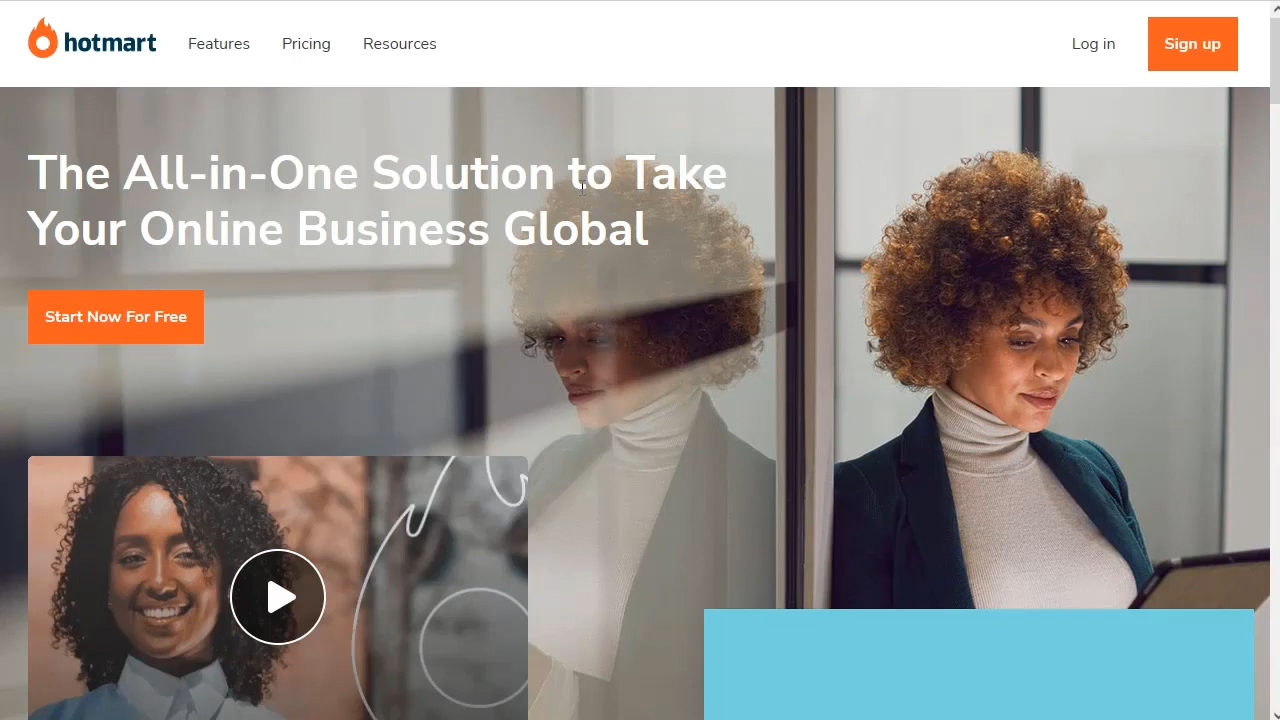 hotmart
Features
Pricing
Resources
Log in
Sign up
The All-in-One Solution to Take
Your Online Business Global
Start Now For Free